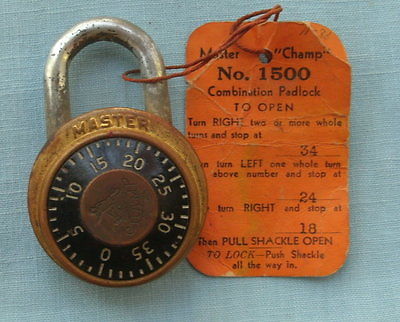 MASTER
0 5 10 15 20 25 30 35
Master "Champ"
No. 1500
Combination Padlock
TO OPEN
Turn RIGHT two or more whole
turns and stop at
34
turn LEFT one whole turn
above number and stop at
24
turn RIGHT and stop at
18
Then PULL SHACKLE OPEN
TO LOCK—Push Shackle
all the way in.